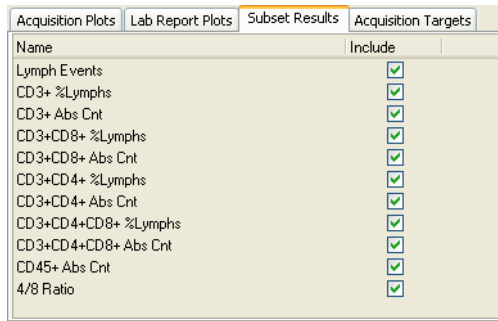 Acquisition Plots Lab Report Plots Subset Results Acquisition Targets
Name Include
Lymph Events
CD3+ %Lymphs
CD3+ Abs Cnt
CD3+CD8+ %Lymphs
CD3+CD8+ Abs Cnt
CD3+CD4+ %Lymphs
CD3+CD4+ Abs Cnt
CD3+CD4+CD8+ %Lymphs
CD3+CD4+CD8+ Abs Cnt
CD45+ Abs Cnt
4/8 Ratio